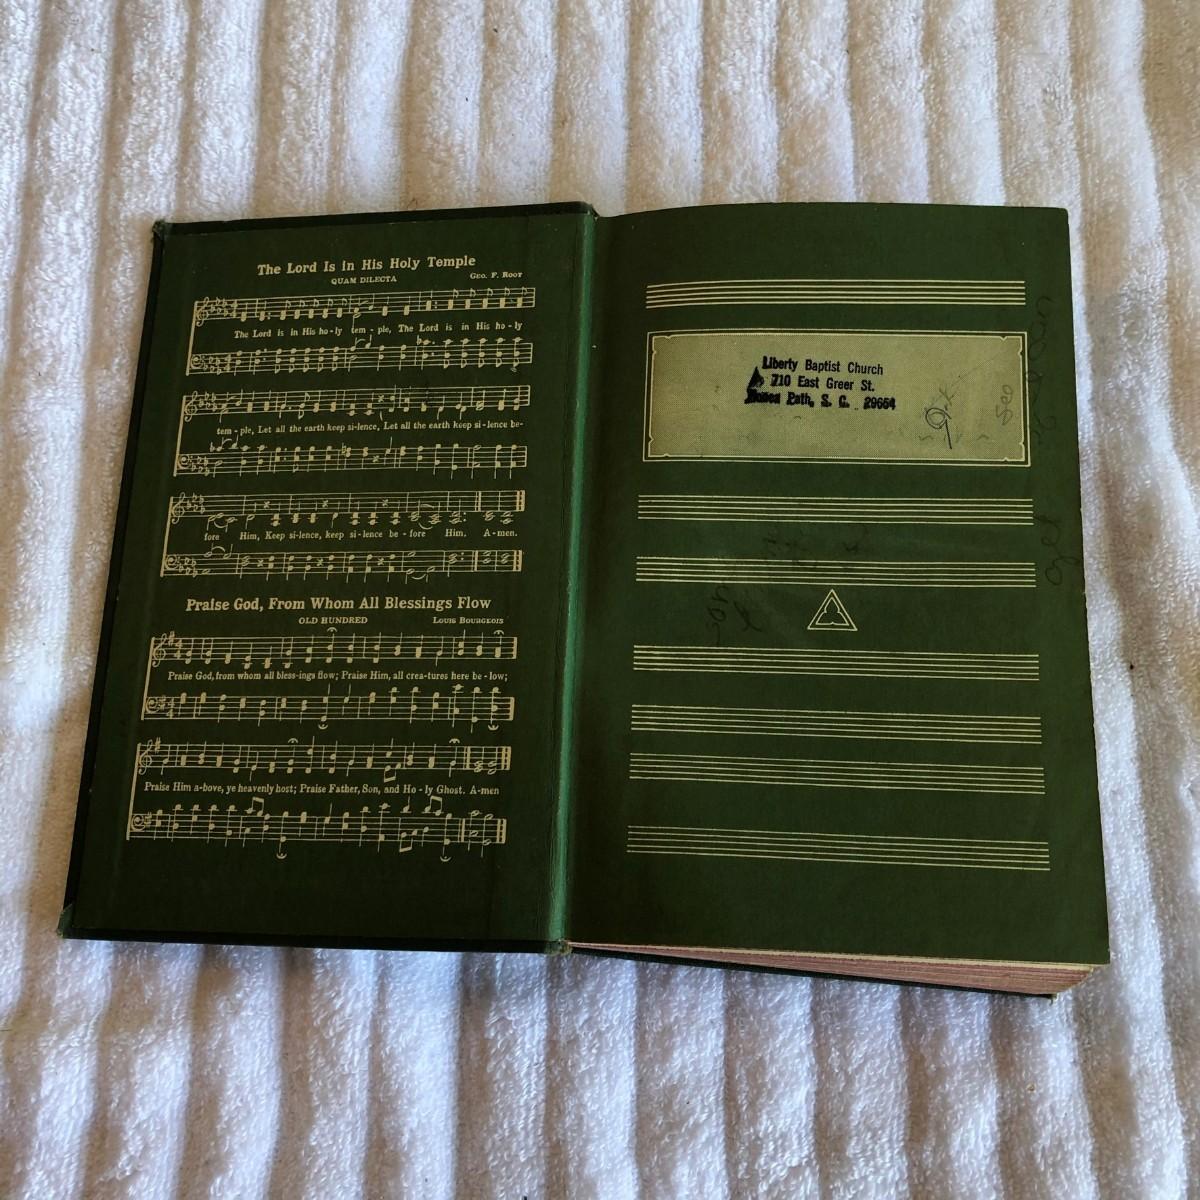 The Lord Is in His Holy Temple
QUAM DILECTA GEO. F. ROOT
The Lord is in His ho-ly tem-ple, The Lord is in His ho-ly
tem-ple, Let all the earth keep si-lence, Let all the earth keep si-lence be-
fore Him, Keep si-lence, keep si-lence be-fore Him. A-men.
Praise God, From Whom All Blessings Flow
OLD HUNDRED LOUIS BOURGEOIS
Praise God, from whom all bless-ings flow; Praise Him, all crea-tures here be-low;
Praise Him a-bove, ye heavenly host; Praise Father, Son, and Ho-ly Ghost. A-men
Liberty Baptist Church
710 East Greer St.
Path, S. C. 29654